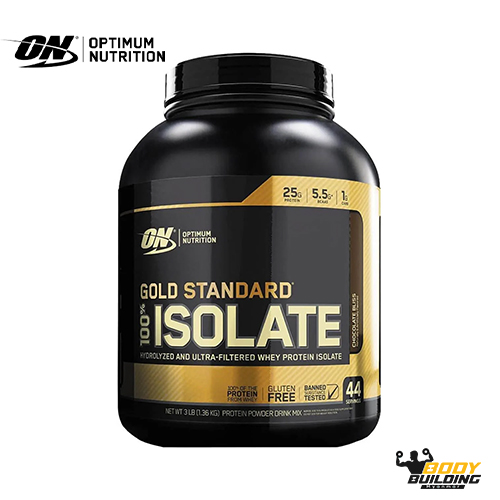 ON OPTIMUM
NUTRITION
25G 5.5G* 1G
PROTEIN BCAAS
ON OPTIMUM
NUTRITION
GOLD STANDARD
100% ISOLATE
HYDROLYZED AND ULTRA-FILTERED WHEY PROTEIN ISOLATE
CHOCOLATE BLISS
100% OF THE
PROTEIN
FROM WHEY
GLUTEN
FREE
BANNED
SUBSTANCE
TESTED
44
SERVINGS
NET WT 3 LB (1.36 KG) PROTEIN POWDER DRINK MIX
BODY
BUILDING
Myanmar